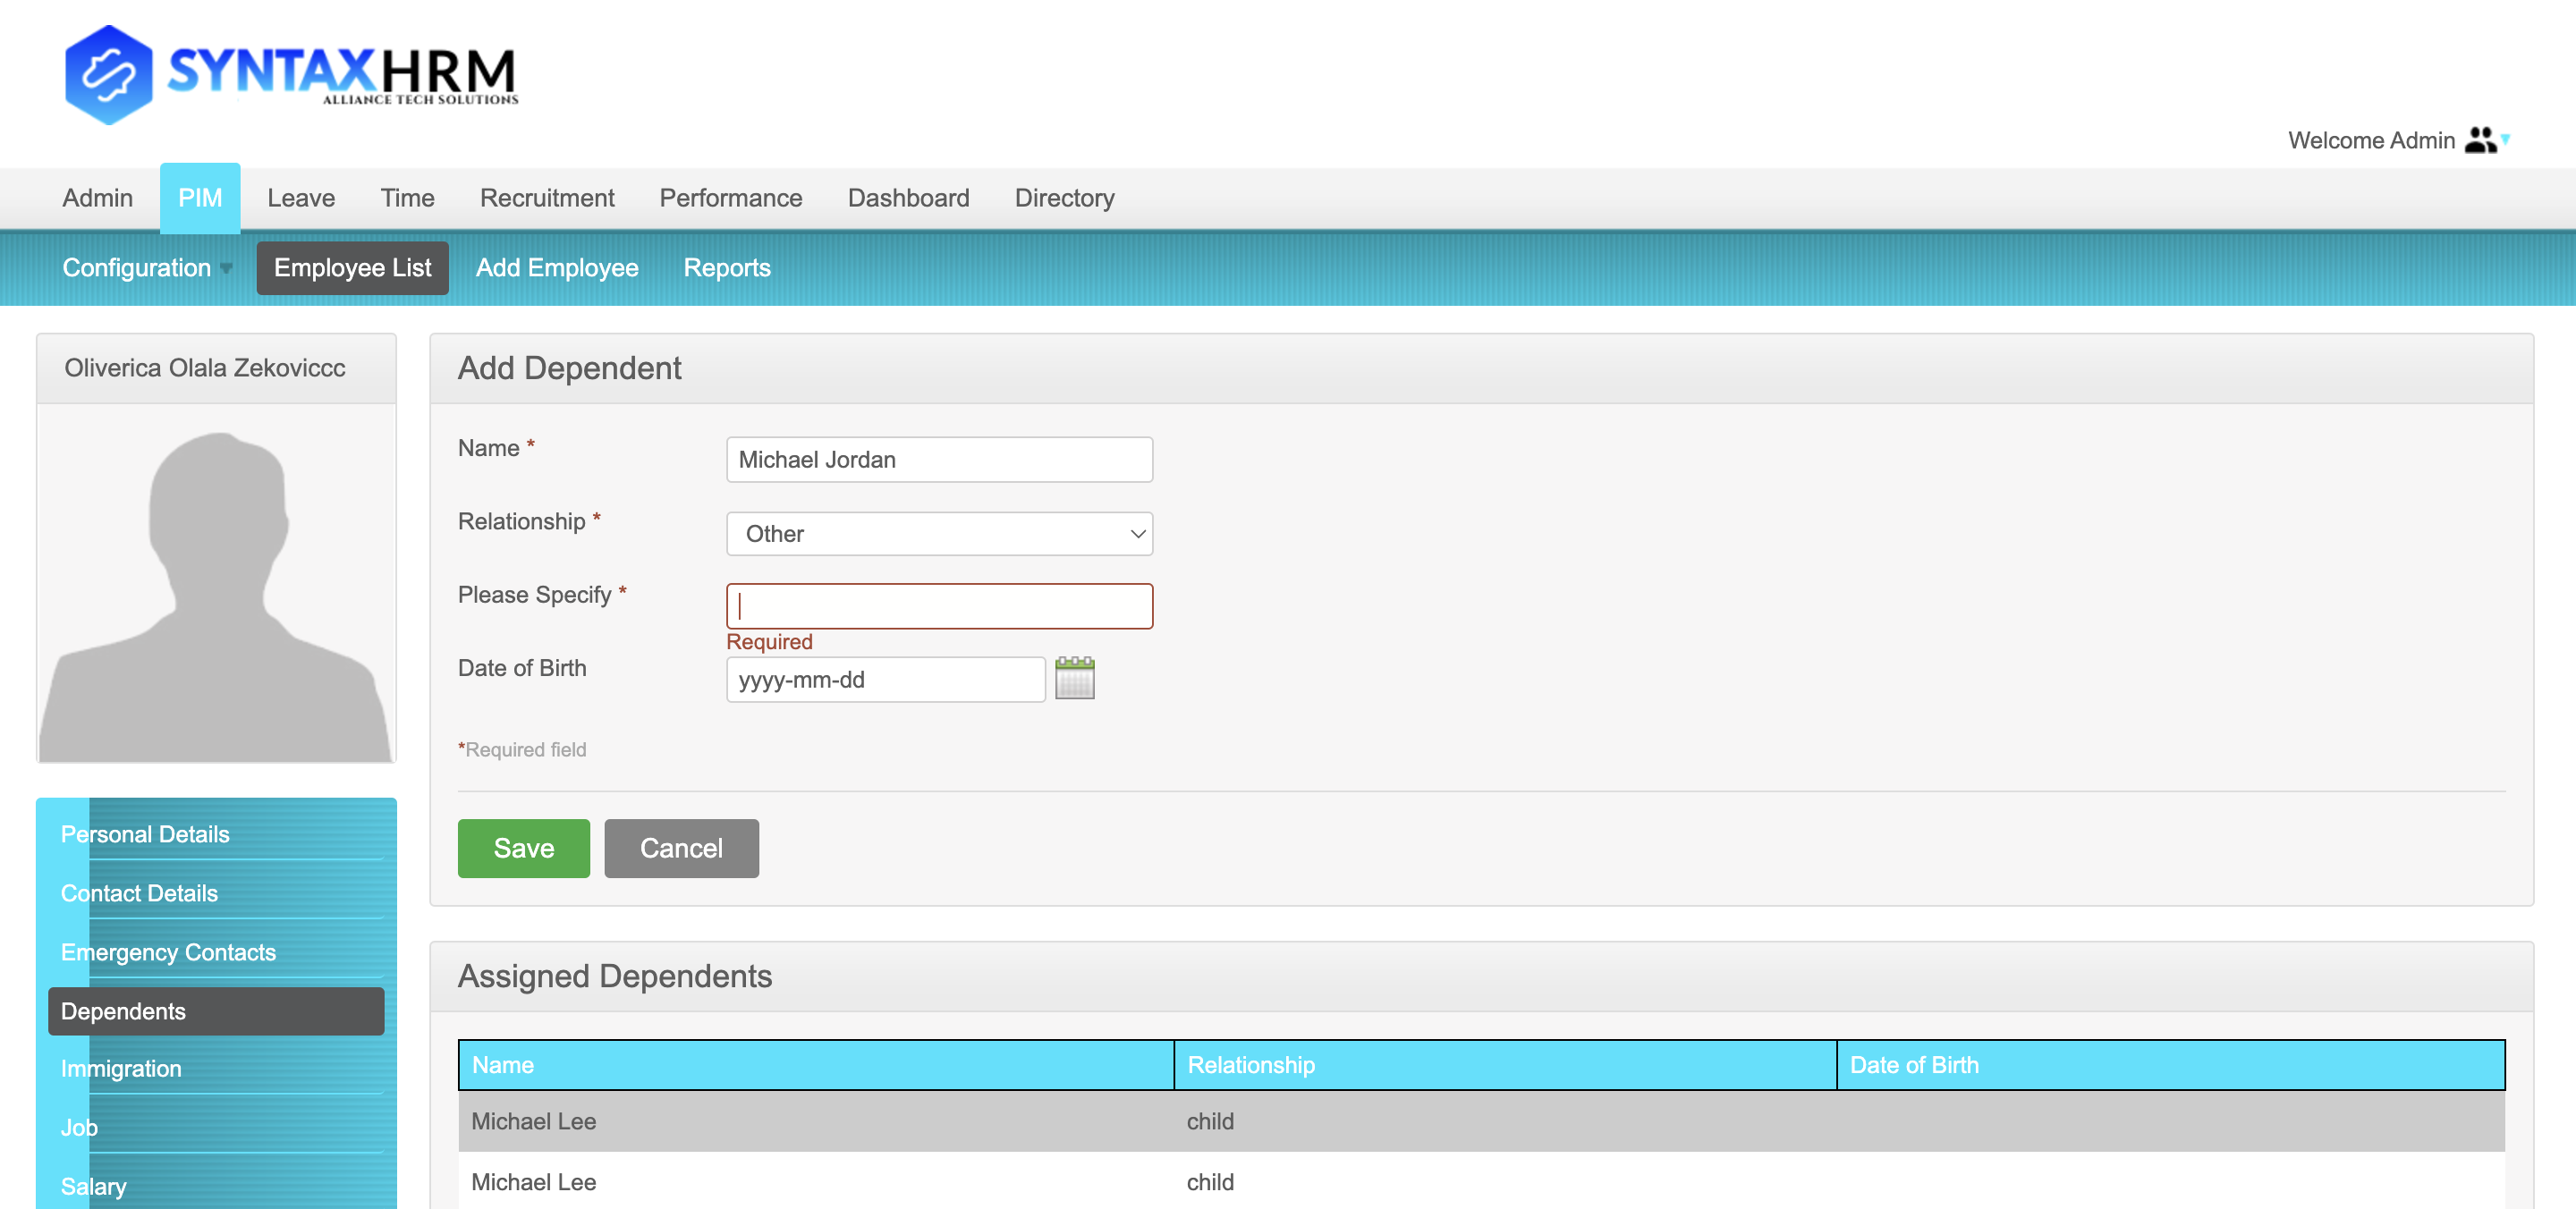 SYNTAXHRM
ALLIANCE TECH SOLUTIONS
Welcome Admin
Admin PIM Leave Time Recruitment Performance Dashboard Directory
Configuration Employee List Add Employee Reports
Oliverica Olala Zekoviccc
Add Dependent
Name * Michael Jordan
Relationship * Other
Please Specify *
Required
Date of Birth yyyy-mm-dd
*Required field
Save Cancel
Personal Details
Contact Details
Emergency Contacts
Dependents
Immigration
Job
Salary
Assigned Dependents
Name Relationship Date of Birth
Michael Lee child
Michael Lee child